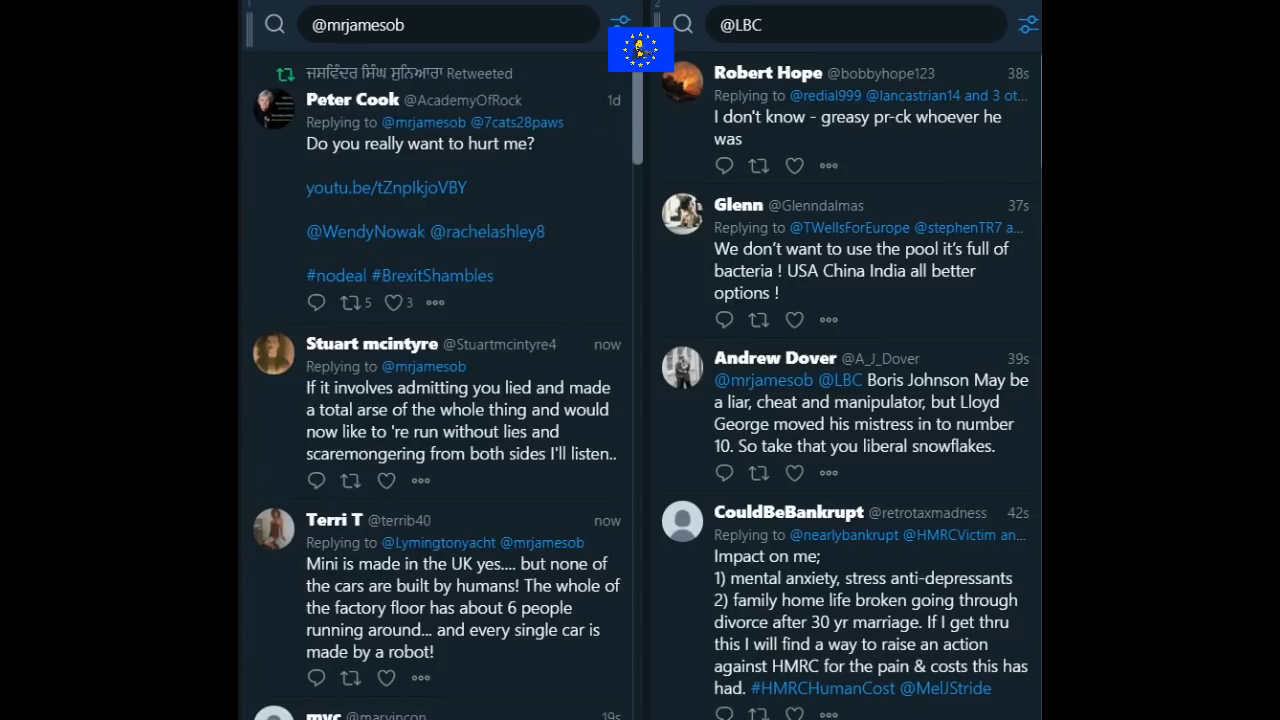 1
@mrjamesob
ਜਸਵਿੰਦਰ ਸਿੰਘ ਸੁਨਿਆਰਾ Retweeted
Peter Cook @AcademyOfRock 1d
Replying to @mrjamesob @7cats28paws
Do you really want to hurt me?
youtu.be/tZnpIkjoVBY
@WendyNowak @rachelashley8
#nodeal #BrexitShambles
5 3
Stuart mcintyre @Stuartmcintyre4 now
Replying to @mrjamesob
If it involves admitting you lied and made
a total arse of the whole thing and would
now like to 're run without lies and
scaremongering from both sides I'll listen..
Terri T @terrib40 now
Replying to @Lymingtonyacht @mrjamesob
Mini is made in the UK yes.... but none of
the cars are built by humans! The whole of
the factory floor has about 6 people
running around... and every single car is
made by a robot!
myc @marvincon 19s
2
@LBC
Robert Hope @bobbyhope123 38s
Replying to @redial999 @lancastrian14 and 3 ot...
I don't know - greasy pr-ck whoever he
was
Glenn @Glenndalmas 37s
Replying to @TWellsForEurope @stephenTR7 a...
We don’t want to use the pool it’s full of
bacteria ! USA China India all better
options !
Andrew Dover @A_J_Dover 39s
@mrjamesob @LBC Boris Johnson May be
a liar, cheat and manipulator, but Lloyd
George moved his mistress in to number
10. So take that you liberal snowflakes.
CouldBeBankrupt @retrotaxmadness 42s
Replying to @nearlybankrupt @HMRCVictim an...
Impact on me;
1) mental anxiety, stress anti-depressants
2) family home life broken going through
divorce after 30 yr marriage. If I get thru
this I will find a way to raise an action
against HMRC for the pain & costs this has
had. #HMRCHumanCost @MelJStride